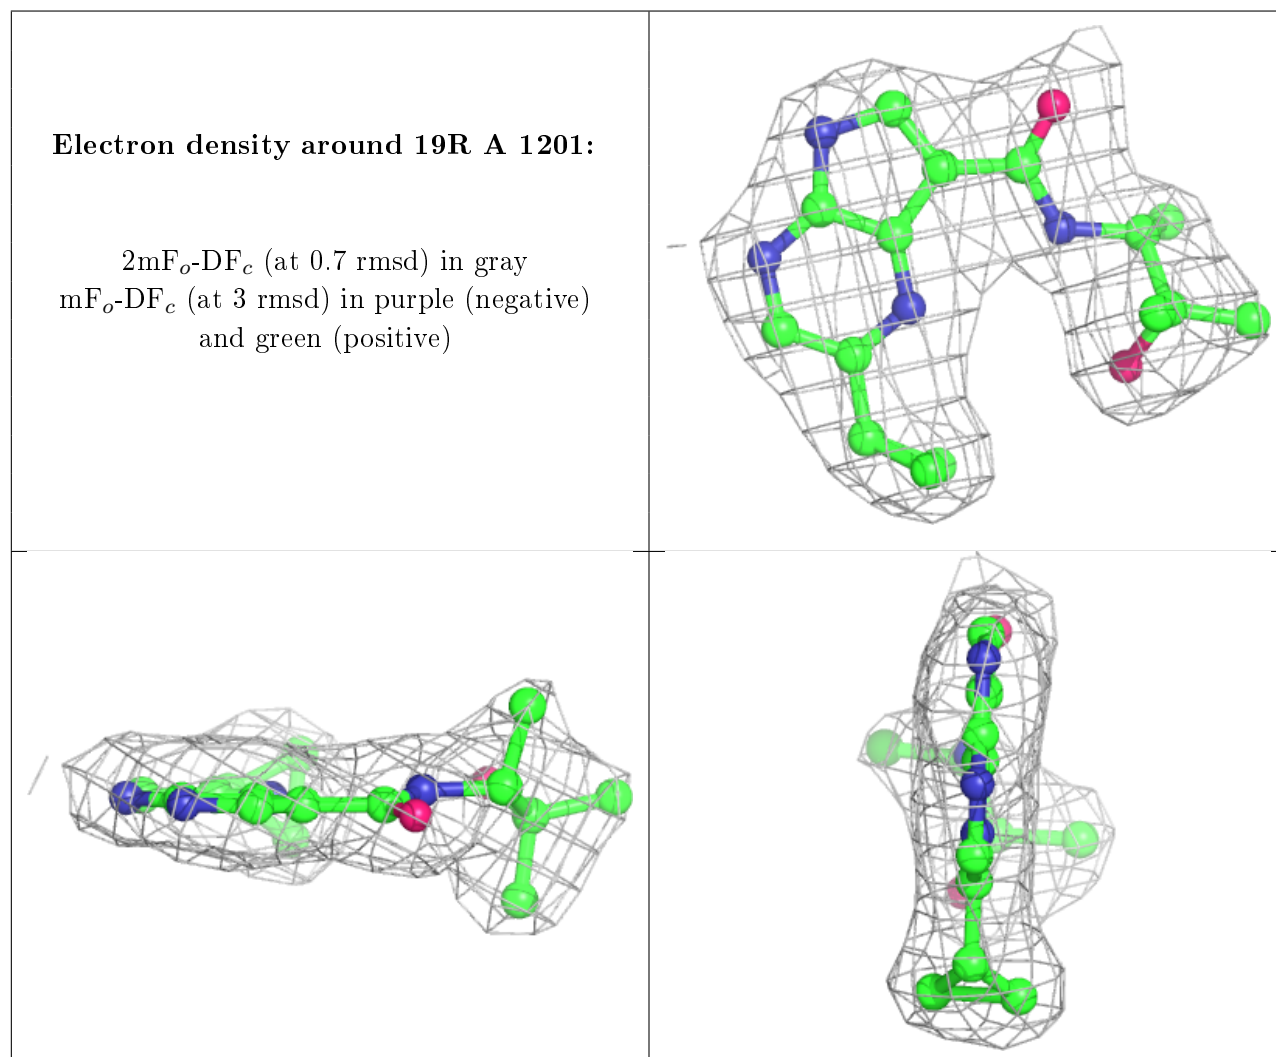 Electron density around 19R A 1201:
2mFₒ-DF𝒸 (at 0.7 rmsd) in gray
mFₒ-DF𝒸 (at 3 rmsd) in purple (negative)
and green (positive)